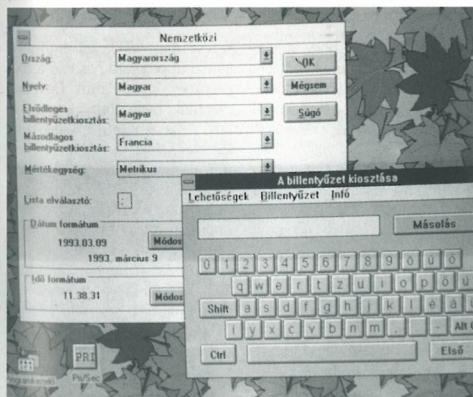 Nemzetközi
Ország: Magyarország
OK
Nyelv: Magyar
Mégsem
Elsődleges billentyűzetkiosztás: Magyar
Súgó
Másodlagos billentyűzetkiosztás: Francia
Mértékegység: Metrikus
Lista elválasztó: ;
Dátum formátum
1993.03.09
Módos
1993. március 9
Idő formátum
11.38.31
Módos
A billentyűzet kiosztása
Lehetőségek Billentyűzet Infó
Másolás
0 1 2 3 4 5 6 7 8 9 ö ü ó
q w e r t z u i o p ő ú
Shift a s d f g h j k l é á
í y x c v b n m , . - Alt
Ctrl
Első
PRI